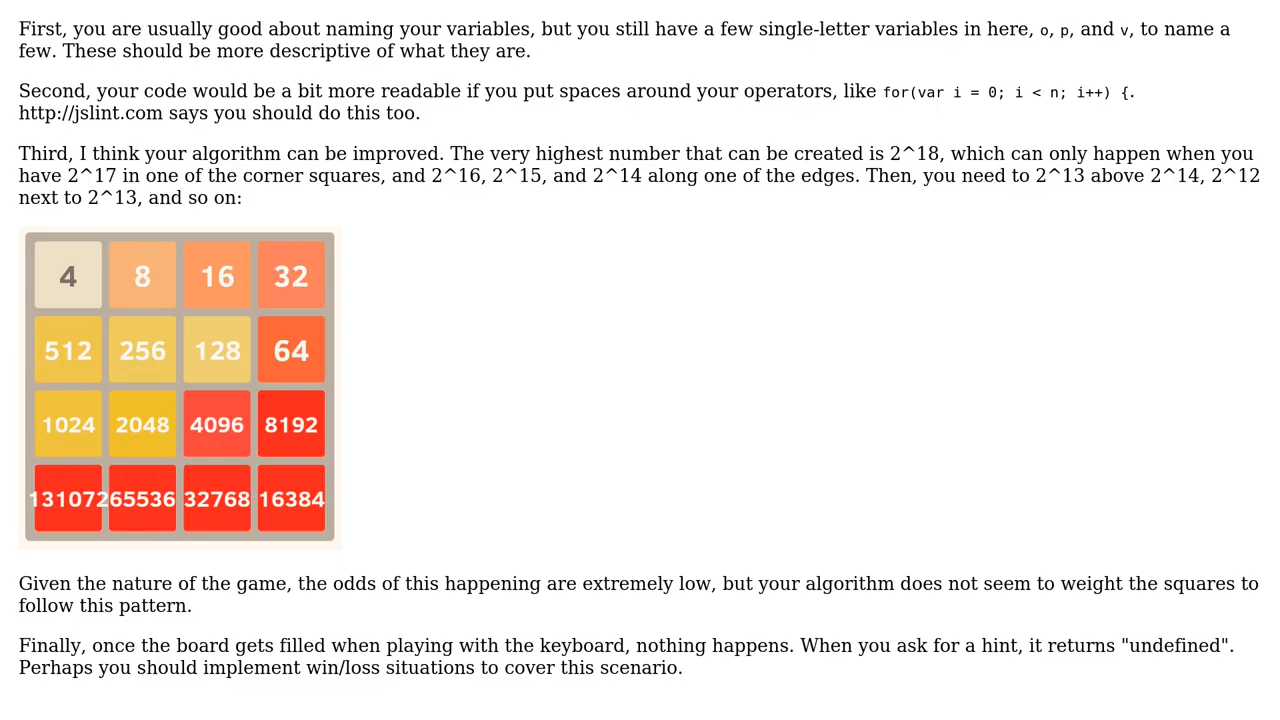 First, you are usually good about naming your variables, but you still have a few single-letter variables in here, o, p, and v, to name a
few. These should be more descriptive of what they are.
Second, your code would be a bit more readable if you put spaces around your operators, like for(var i = 0; i < n; i++) {.
http://jslint.com says you should do this too.
Third, I think your algorithm can be improved. The very highest number that can be created is 2^18, which can only happen when you
have 2^17 in one of the corner squares, and 2^16, 2^15, and 2^14 along one of the edges. Then, you need to 2^13 above 2^14, 2^12
next to 2^13, and so on:
4 8 16 32
512 256 128 64
1024 2048 4096 8192
131072 65536 32768 16384
Given the nature of the game, the odds of this happening are extremely low, but your algorithm does not seem to weight the squares to
follow this pattern.
Finally, once the board gets filled when playing with the keyboard, nothing happens. When you ask for a hint, it returns "undefined".
Perhaps you should implement win/loss situations to cover this scenario.